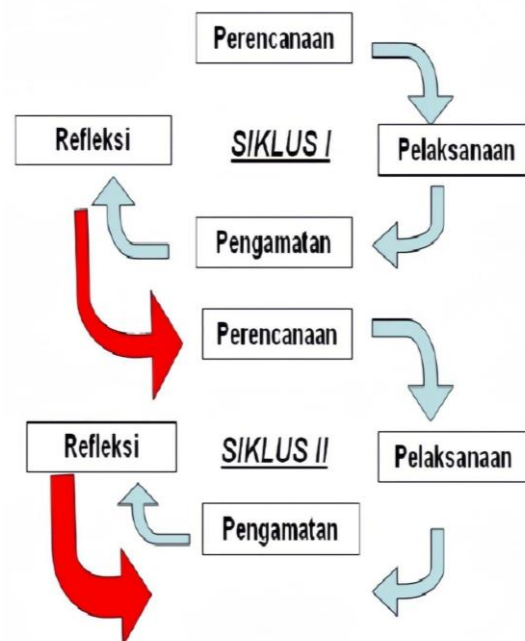 Perencanaan
Refleksi
SIKLUS I
Pelaksanaan
Pengamatan
Perencanaan
Refleksi
SIKLUS II
Pelaksanaan
Pengamatan